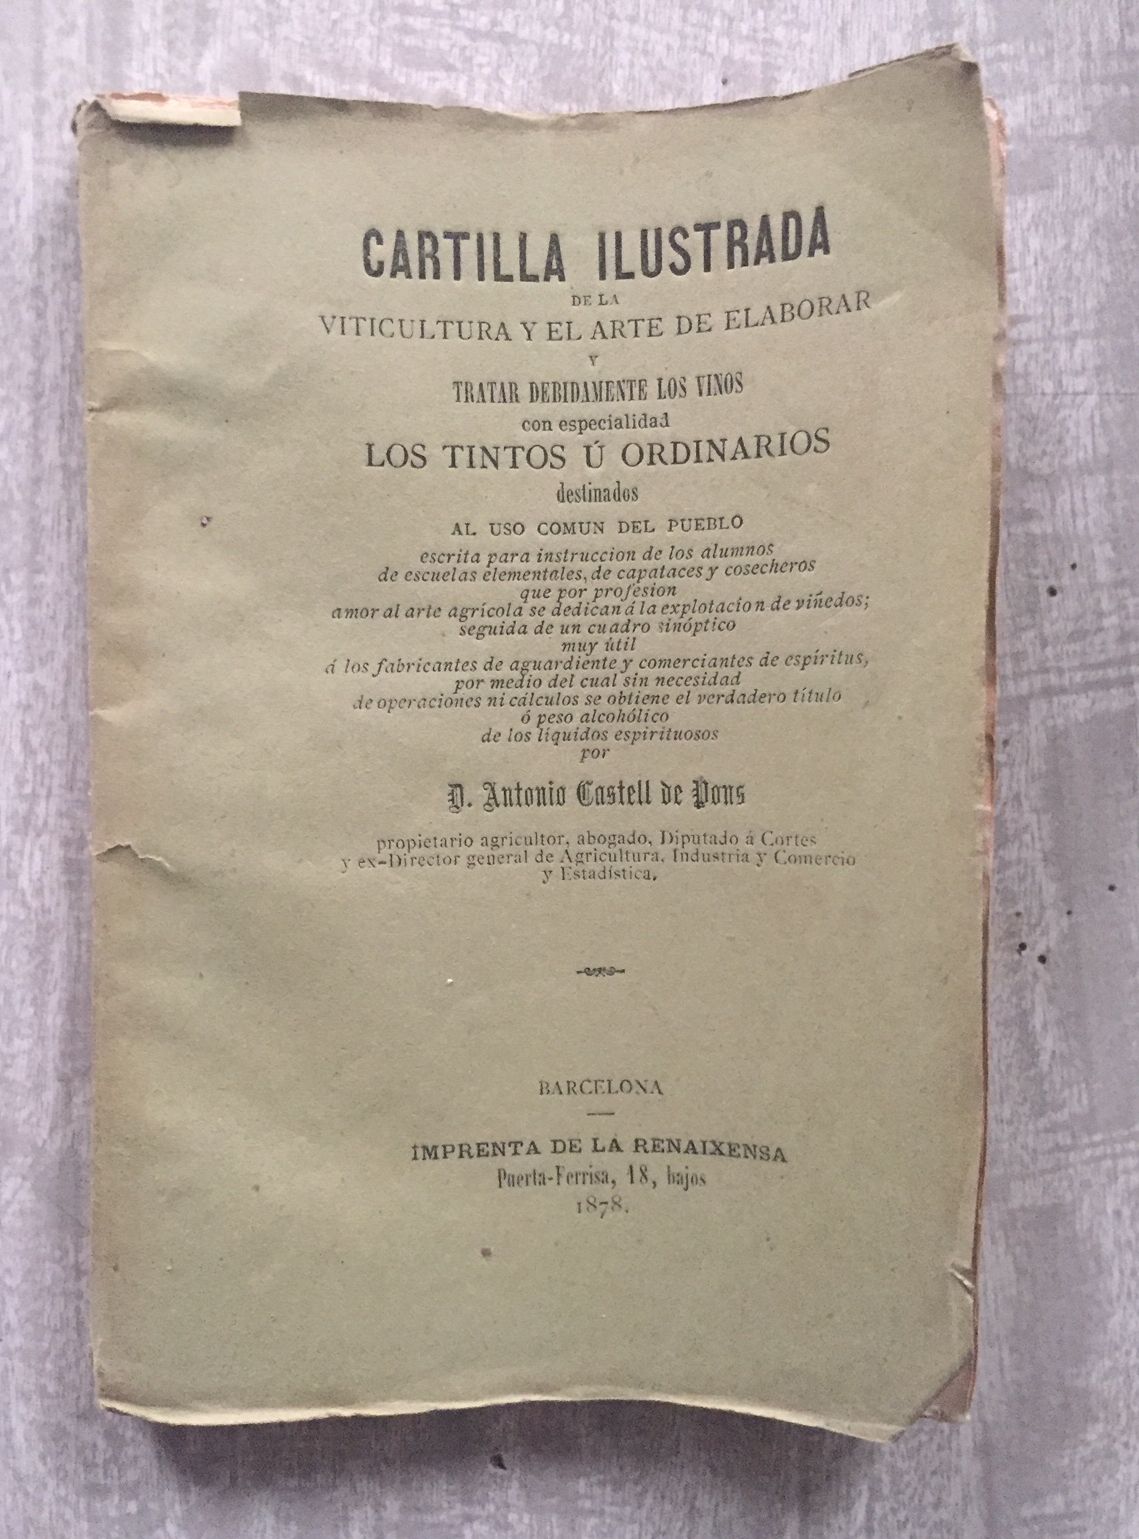 CARTILLA ILUSTRADA
DE LA
VITICULTURA Y EL ARTE DE ELABORAR
Y
TRATAR DEBIDAMENTE LOS VINOS
con especialidad
LOS TINTOS Ú ORDINARIOS
destinados
AL USO COMUN DEL PUEBLO
escrita para instruccion de los alumnos
de escuelas elementales, de capataces y cosecheros
que por profesion
amor al arte agrícola se dedican á la explotacion de viñedos;
seguida de un cuadro sinóptico
muy útil
á los fabricantes de aguardiente y comerciantes de espíritus,
por medio del cual sin necesidad
de operaciones ni cálculos se obtiene el verdadero título
ó peso alcohólico
de los líquidos espirituosos
por
D. Antonio Castell de Pons
propietario agricultor, abogado, Diputado á Cortes
y ex-Director general de Agricultura, Industria y Comercio
y Estadística,
BARCELONA
IMPRENTA DE LA RENAIXENSA
Puerta-Ferrisa, 18, bajos
1878.